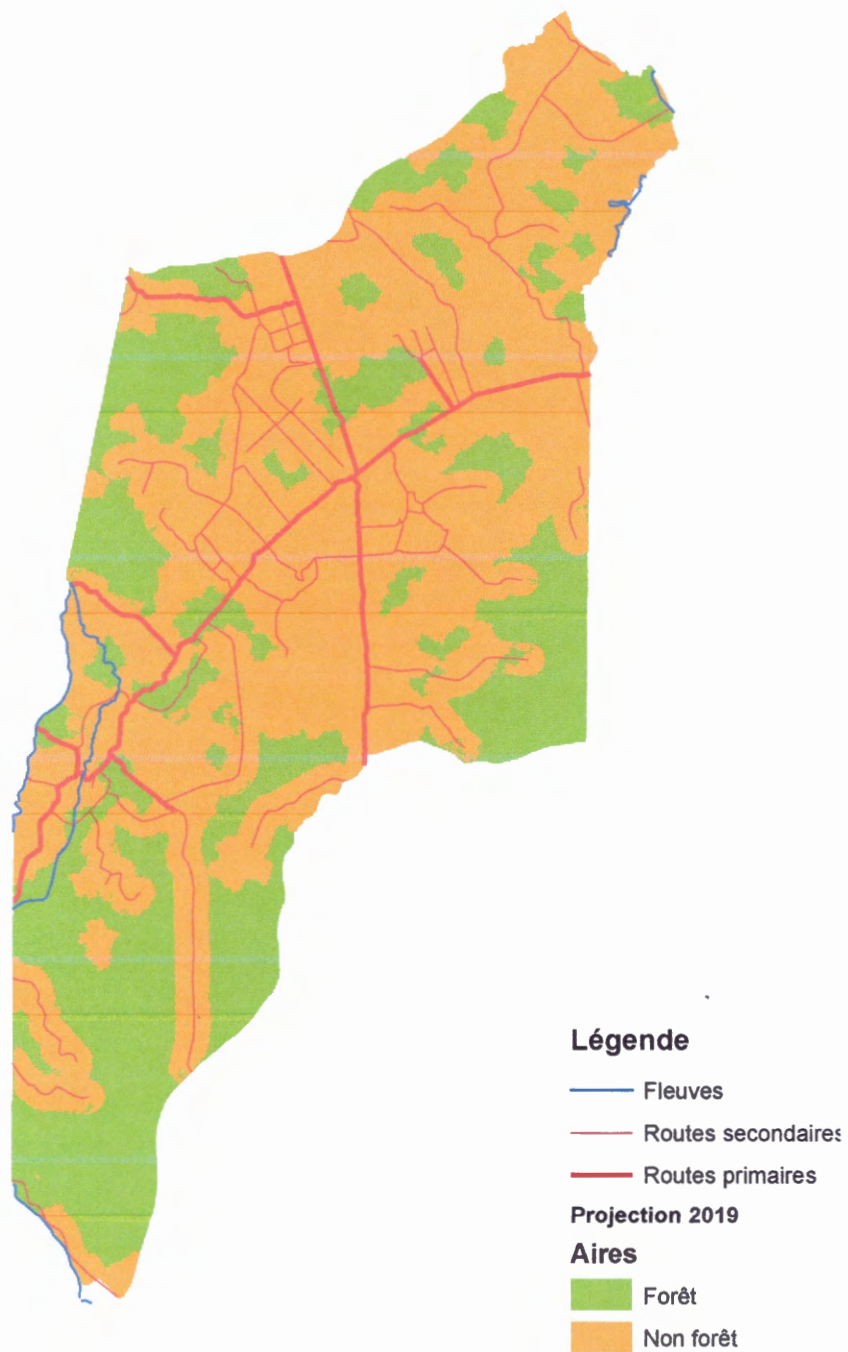 Légende
Fleuves
Routes secondaires
Routes primaires
Projection 2019
Aires
Forêt
Non forêt